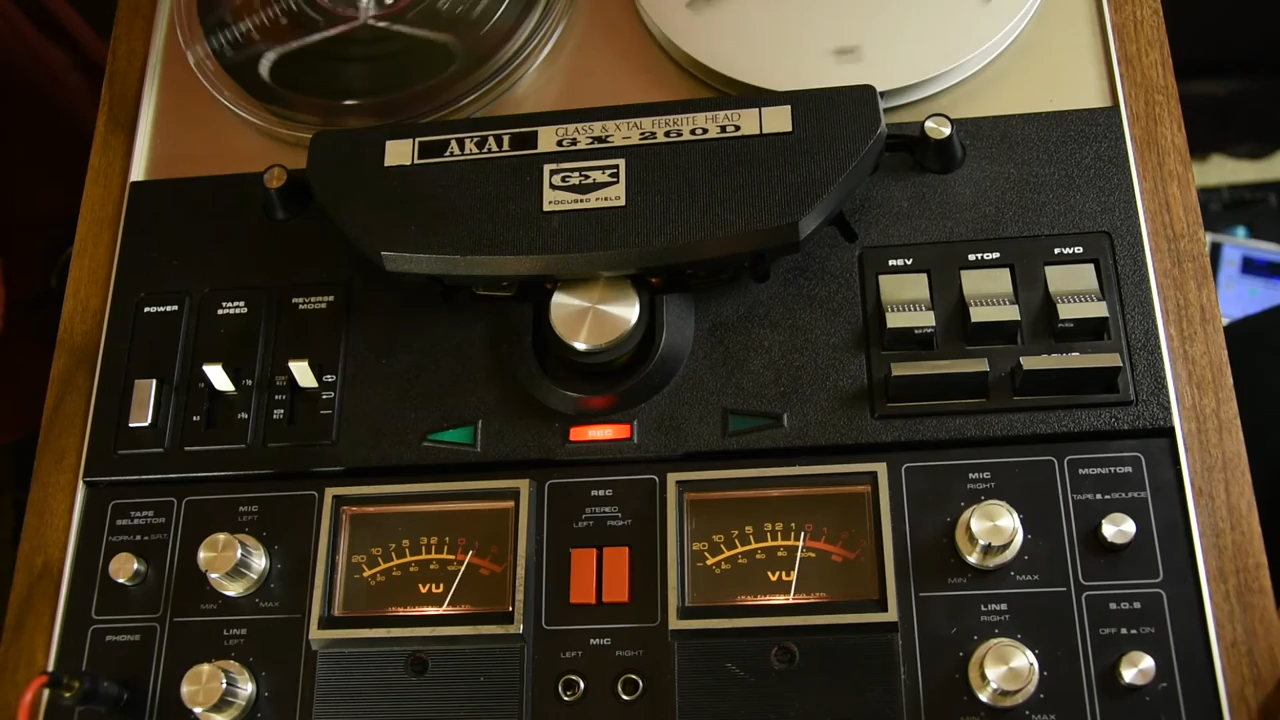 AKAI
GLASS & X'TAL FERRITE HEAD
GX-260D
GX
FOCUSED FIELD
REV
STOP
FWD
POWER
TAPE
SPEED
REVERSE
MODE
REC
TAPE
SELECTOR
NORM. S.R.T.
MIC
LEFT
MIN
MAX
20 10 7 5 3 2 1 0 1 2
VU
REC
STEREO
LEFT RIGHT
20 10 7 5 3 2 1 0 1 2
VU
MIC
RIGHT
MIN
MAX
MONITOR
TAPE SOURCE
PHONE
LINE
LEFT
MIC
LEFT
RIGHT
LINE
RIGHT
MIN
MAX
S.O.S
OFF ON